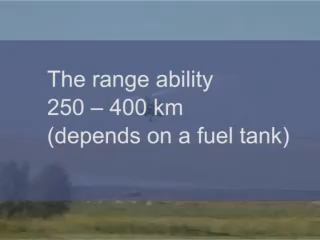 The range ability
250 – 400 km
(depends on a fuel tank)